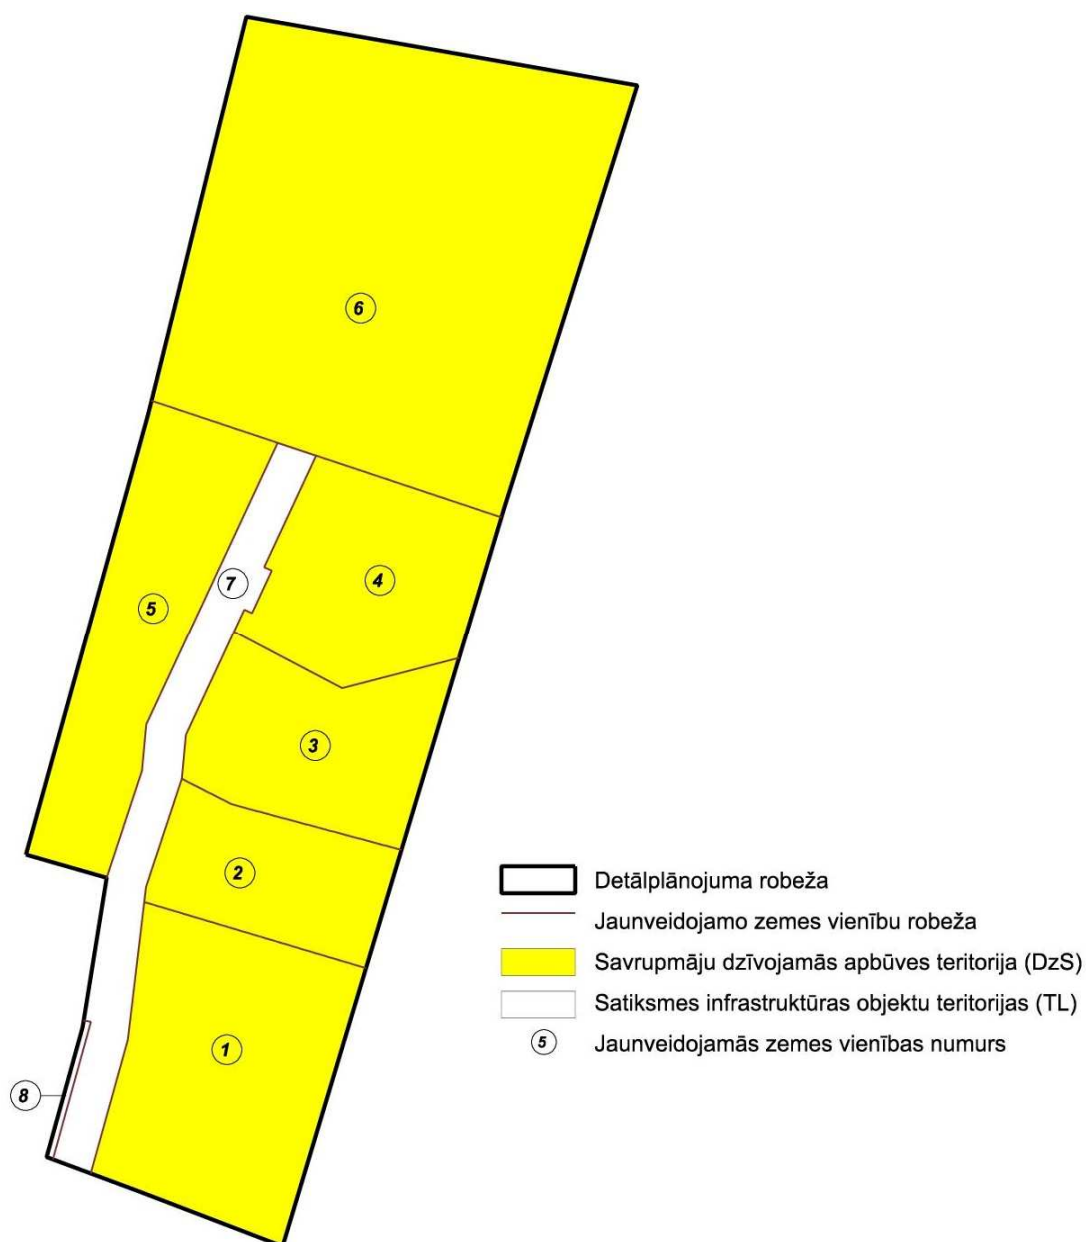 6
4
7
5
3
2
1
8
Detālplānojuma robeža
Jaunveidojamo zemes vienību robeža
Savrupmāju dzīvojamās apbūves teritorija (DzS)
Satiksmes infrastruktūras objektu teritorijas (TL)
5 Jaunveidojamās zemes vienības numurs